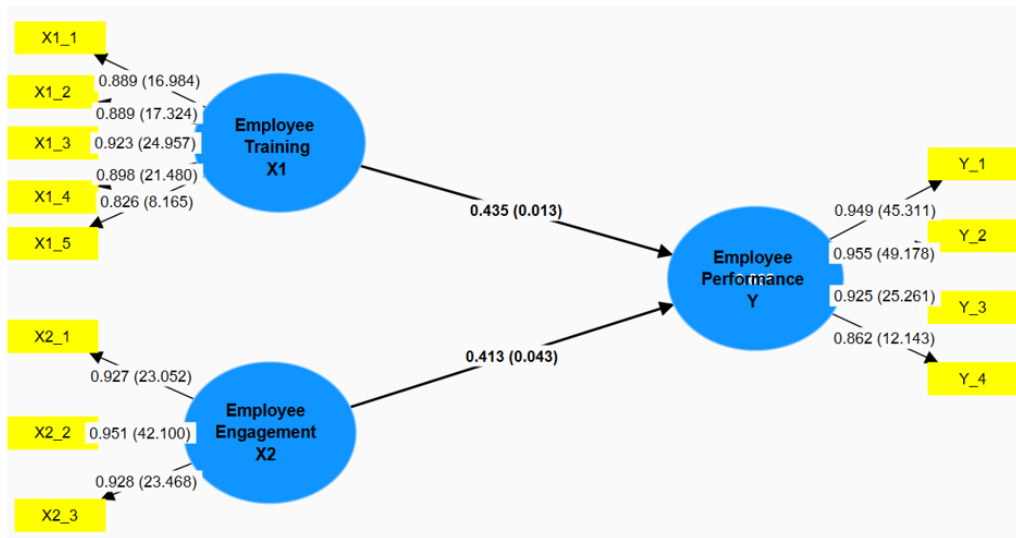 X1_1
0.889 (16.984)
X1_2
0.889 (17.324)
X1_3
0.923 (24.957)
X1_4
0.898 (21.480)
0.826 (8.165)
X1_5
Employee
Training
X1
0.435 (0.013)
X2_1
0.927 (23.052)
X2_2
0.951 (42.100)
0.928 (23.468)
X2_3
Employee
Engagement
X2
0.413 (0.043)
Employee
Performance
Y
Y_1
0.949 (45.311)
Y_2
0.955 (49.178)
0.925 (25.261)
Y_3
0.862 (12.143)
Y_4